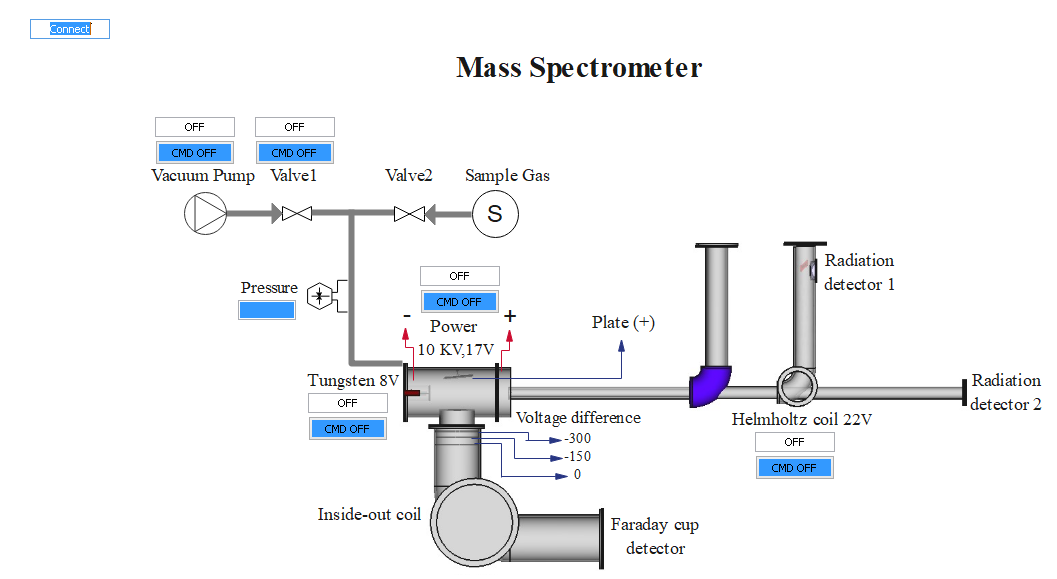 Connect
Mass Spectrometer
OFF
OFF
CMD OFF
CMD OFF
Vacuum Pump
Valve1
Valve2
Sample Gas
S
Radiation
detector 1
OFF
Pressure
CMD OFF
-
+
Power
10 KV,17V
Plate (+)
Tungsten 8V
OFF
CMD OFF
Radiation
detector 2
Voltage difference
-300
-150
0
Helmholtz coil 22V
OFF
CMD OFF
Inside-out coil
Faraday cup
detector